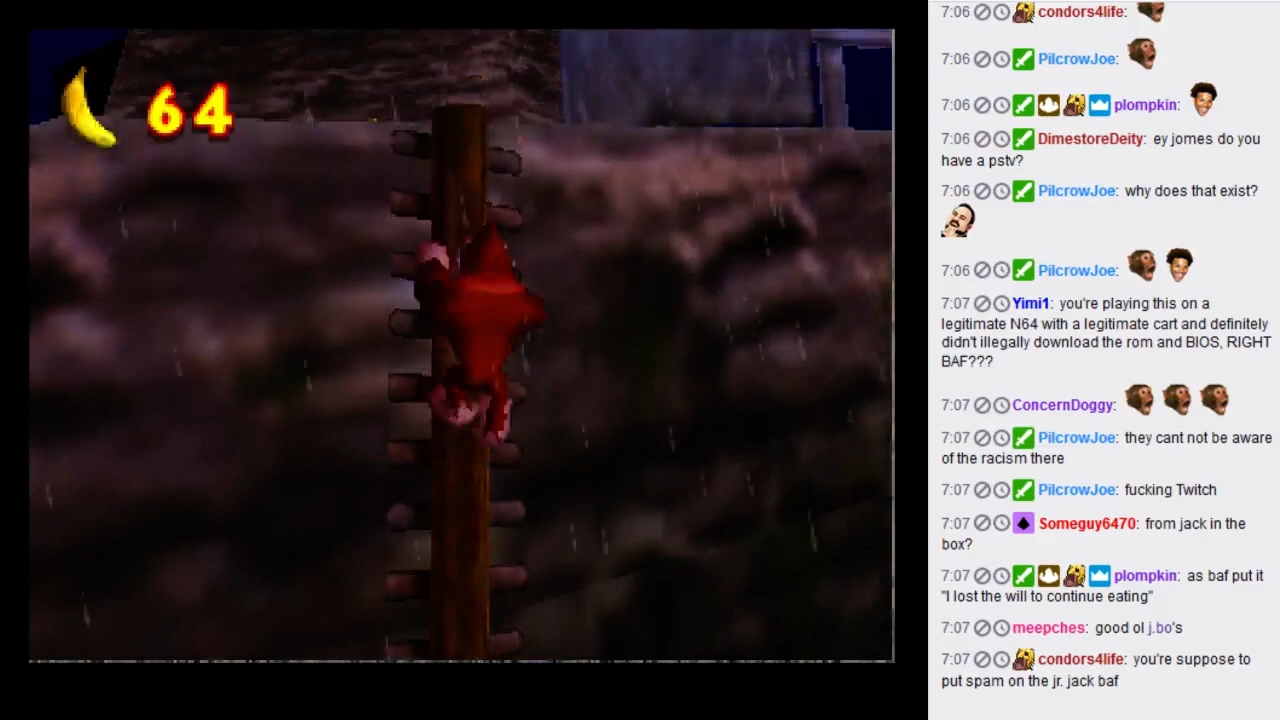 64
7:06 condors4life:
7:06 PilcrowJoe:
7:06 plompkin:
7:06 DimestoreDeity: ey jomes do you
have a pstv?
7:06 PilcrowJoe: why does that exist?
7:06 PilcrowJoe:
7:07 Yimi1: you're playing this on a
legitimate N64 with a legitimate cart and definitely
didn't illegally download the rom and BIOS, RIGHT
BAF???
7:07 ConcernDoggy:
7:07 PilcrowJoe: they cant not be aware
of the racism there
7:07 PilcrowJoe: fucking Twitch
7:07 Someguy6470: from jack in the
box?
7:07 plompkin: as baf put it
"I lost the will to continue eating"
7:07 meepches: good ol j.bo's
7:07 condors4life: you're suppose to
put spam on the jr. jack baf